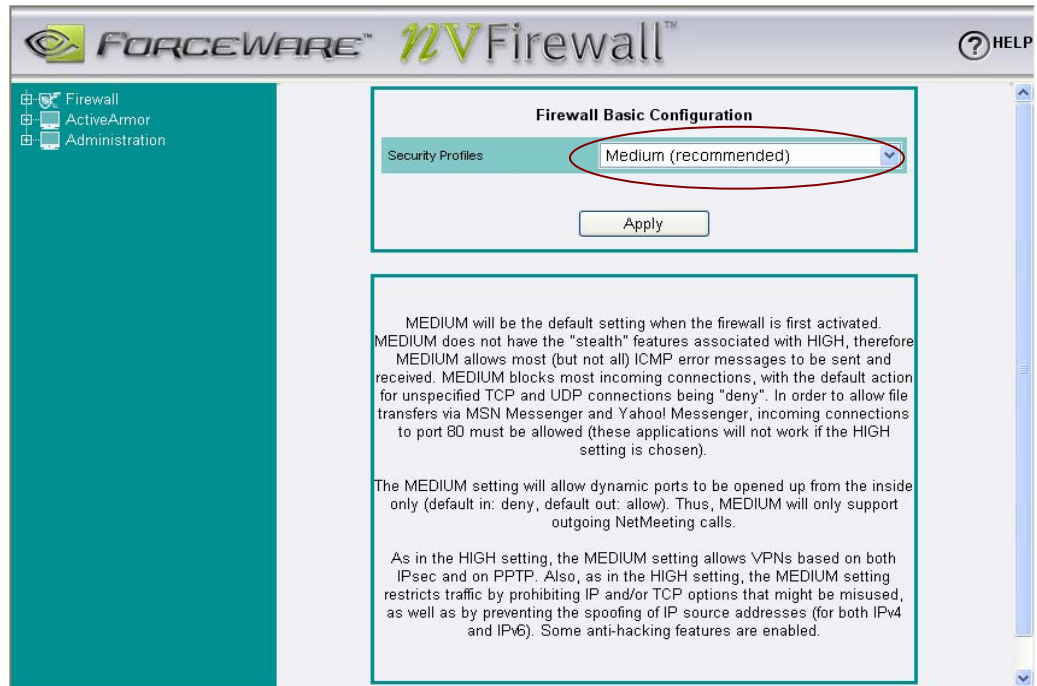 FORCEWARE™ NVFirewall™
HELP
Firewall
ActiveArmor
Administration
Firewall Basic Configuration
Security Profiles
Medium (recommended)
Apply
MEDIUM will be the default setting when the firewall is first activated.
MEDIUM does not have the "stealth" features associated with HIGH, therefore
MEDIUM allows most (but not all) ICMP error messages to be sent and
received. MEDIUM blocks most incoming connections, with the default action
for unspecified TCP and UDP connections being "deny". In order to allow file
transfers via MSN Messenger and Yahoo! Messenger, incoming connections
to port 80 must be allowed (these applications will not work if the HIGH
setting is chosen).
The MEDIUM setting will allow dynamic ports to be opened up from the inside
only (default in: deny, default out: allow). Thus, MEDIUM will only support
outgoing NetMeeting calls.
As in the HIGH setting, the MEDIUM setting allows VPNs based on both
IPsec and on PPTP. Also, as in the HIGH setting, the MEDIUM setting
restricts traffic by prohibiting IP and/or TCP options that might be misused,
as well as by preventing the spoofing of IP source addresses (for both IPv4
and IPv6). Some anti-hacking features are enabled.